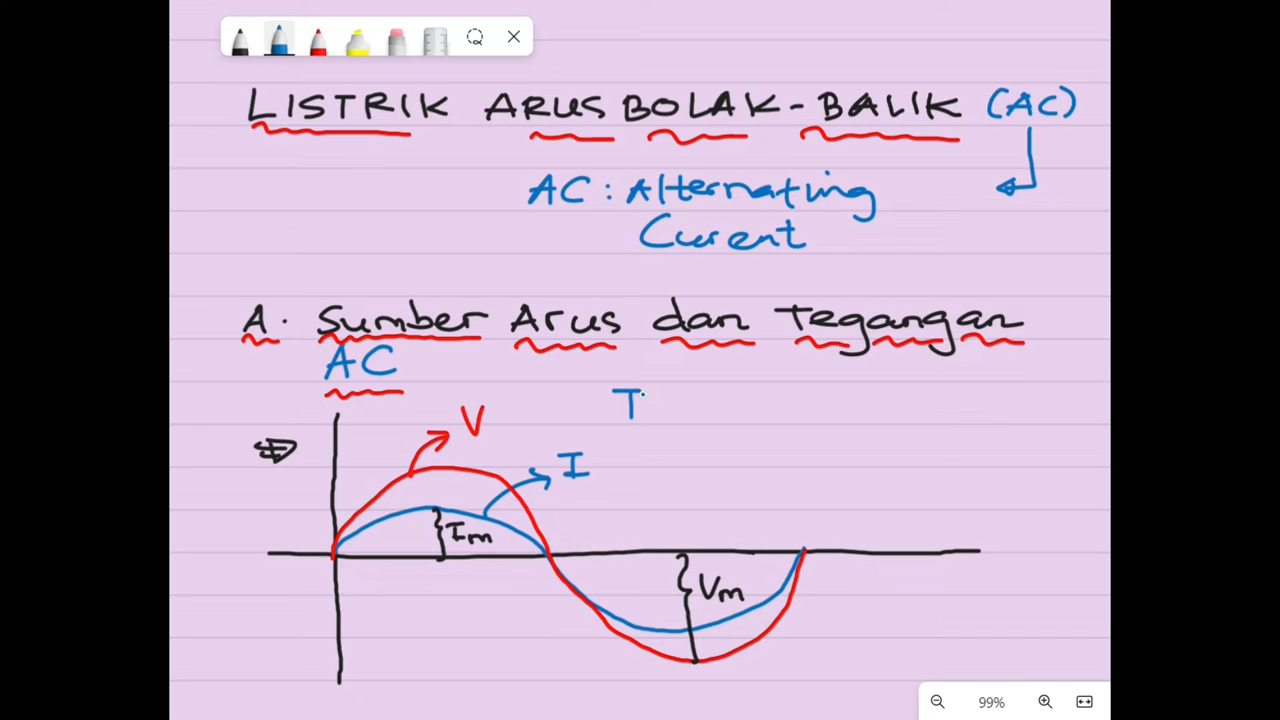 LISTRIK ARUS BOLAK-BALIK (AC)
AC : Alternating
Curent
A. Sumber Arus dan Tegangan
AC
T
V
I
Im
Vm
99%